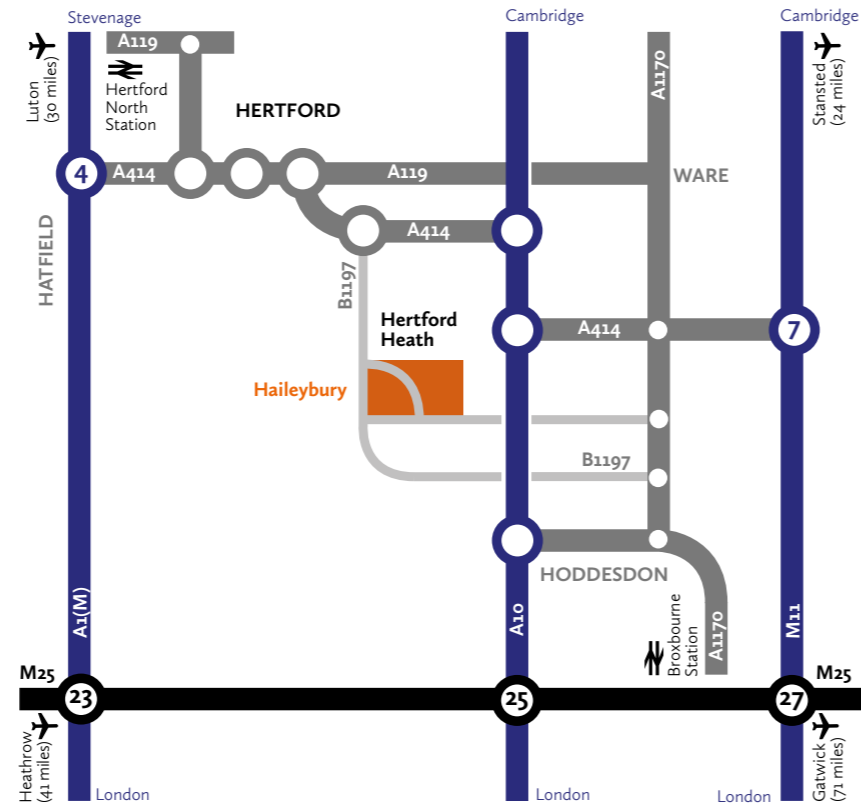 Stevenage
Cambridge
Cambridge
A119
A1170
Luton
(30 miles)
Stansted
(24 miles)
Hertford
North
Station
HERTFORD
4
A414
A119
WARE
HATFIELD
A414
B1197
Hertford
Heath
A414
7
Haileybury
B1197
HODDESDON
A1(M)
A10
Broxbourne
Station
A1170
M11
M25
M25
23
25
27
Heathrow
(41 miles)
Gatwick
(71 miles)
London
London
London